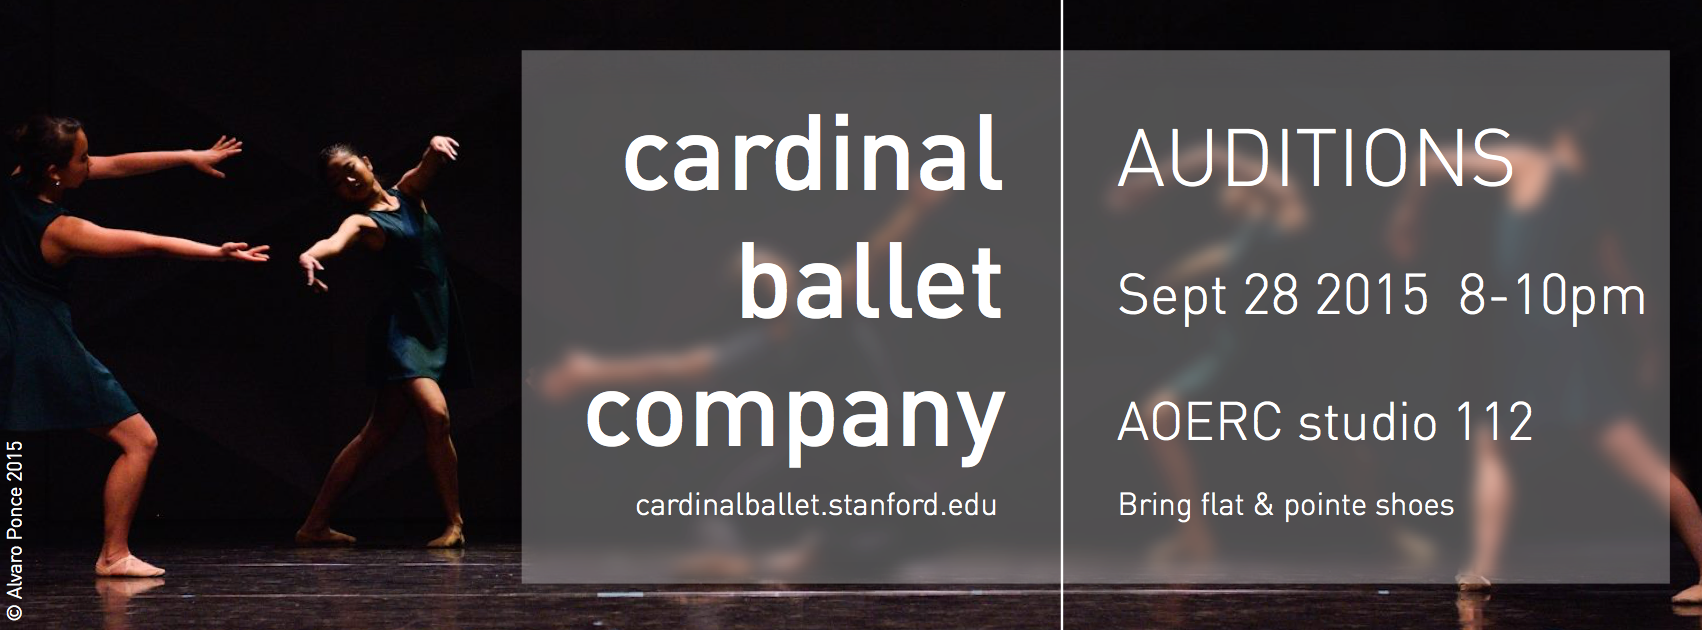 cardinal
ballet
company
cardinalballet.stanford.edu
AUDITIONS
Sept 28 2015 8-10pm
AOERC studio 112
Bring flat & pointe shoes
© Alvaro Ponce 2015